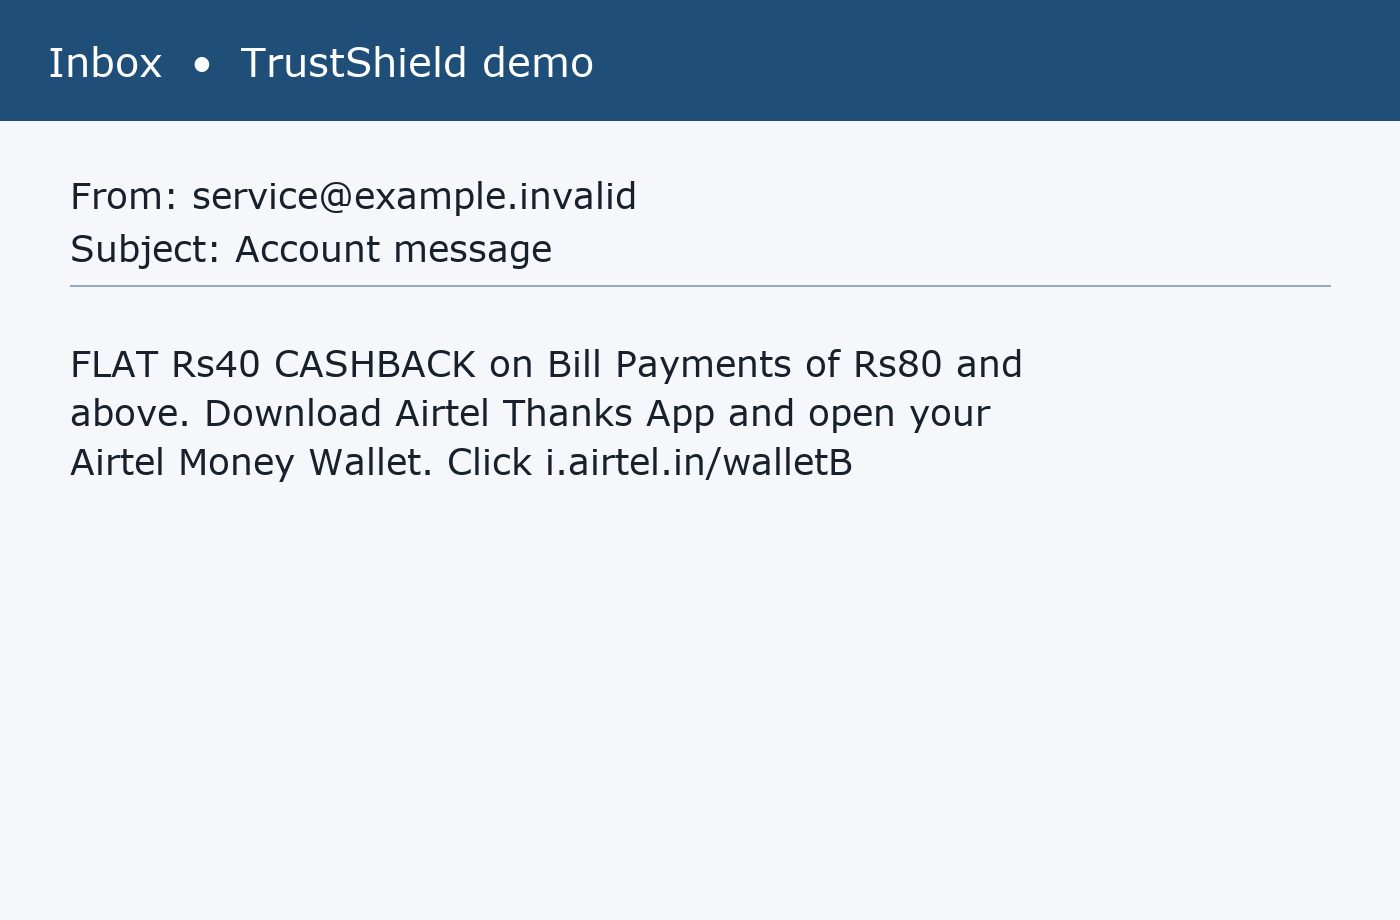 Inbox • TrustShield demo
From: service@example.invalid
Subject: Account message
FLAT Rs40 CASHBACK on Bill Payments of Rs80 and
above. Download Airtel Thanks App and open your
Airtel Money Wallet. Click i.airtel.in/walletB